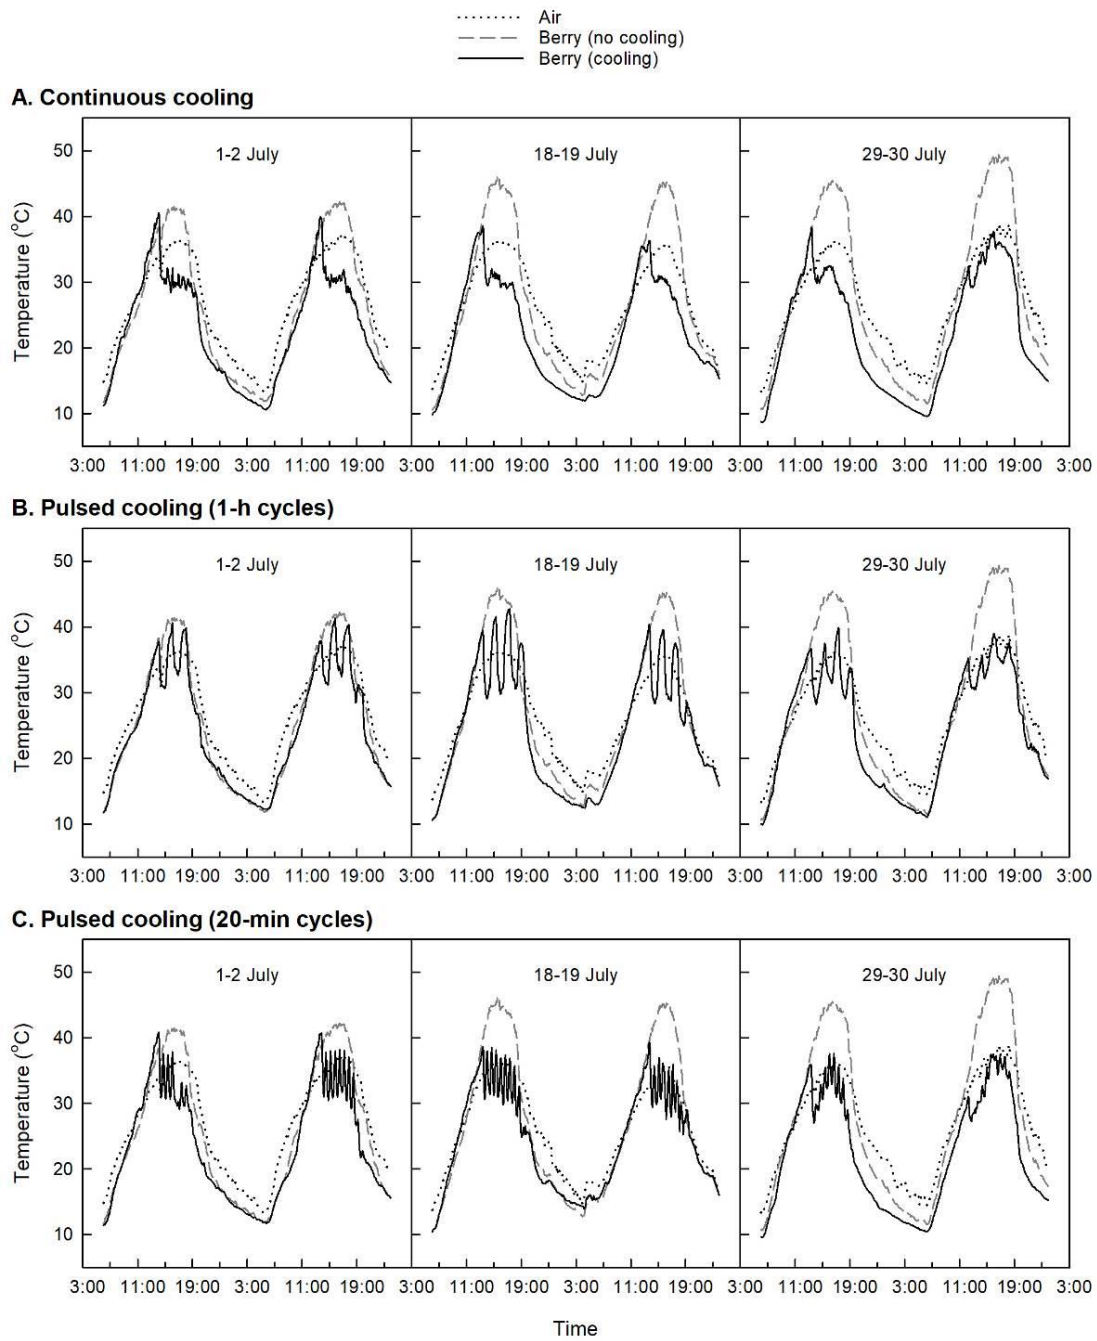 Air
Berry (no cooling)
Berry (cooling)
A. Continuous cooling
1-2 July 18-19 July 29-30 July
50
40
30
20
10
Temperature (°C)
3:00 11:00 19:00 3:00 11:00 19:00 3:00 11:00 19:00 3:00 11:00 19:00 3:00 11:00 19:00 3:00 11:00 19:00 3:00
B. Pulsed cooling (1-h cycles)
1-2 July 18-19 July 29-30 July
50
40
30
20
10
Temperature (°C)
3:00 11:00 19:00 3:00 11:00 19:00 3:00 11:00 19:00 3:00 11:00 19:00 3:00 11:00 19:00 3:00 11:00 19:00 3:00
C. Pulsed cooling (20-min cycles)
1-2 July 18-19 July 29-30 July
50
40
30
20
10
Temperature (°C)
3:00 11:00 19:00 3:00 11:00 19:00 3:00 11:00 19:00 3:00 11:00 19:00 3:00 11:00 19:00 3:00 11:00 19:00 3:00
Time